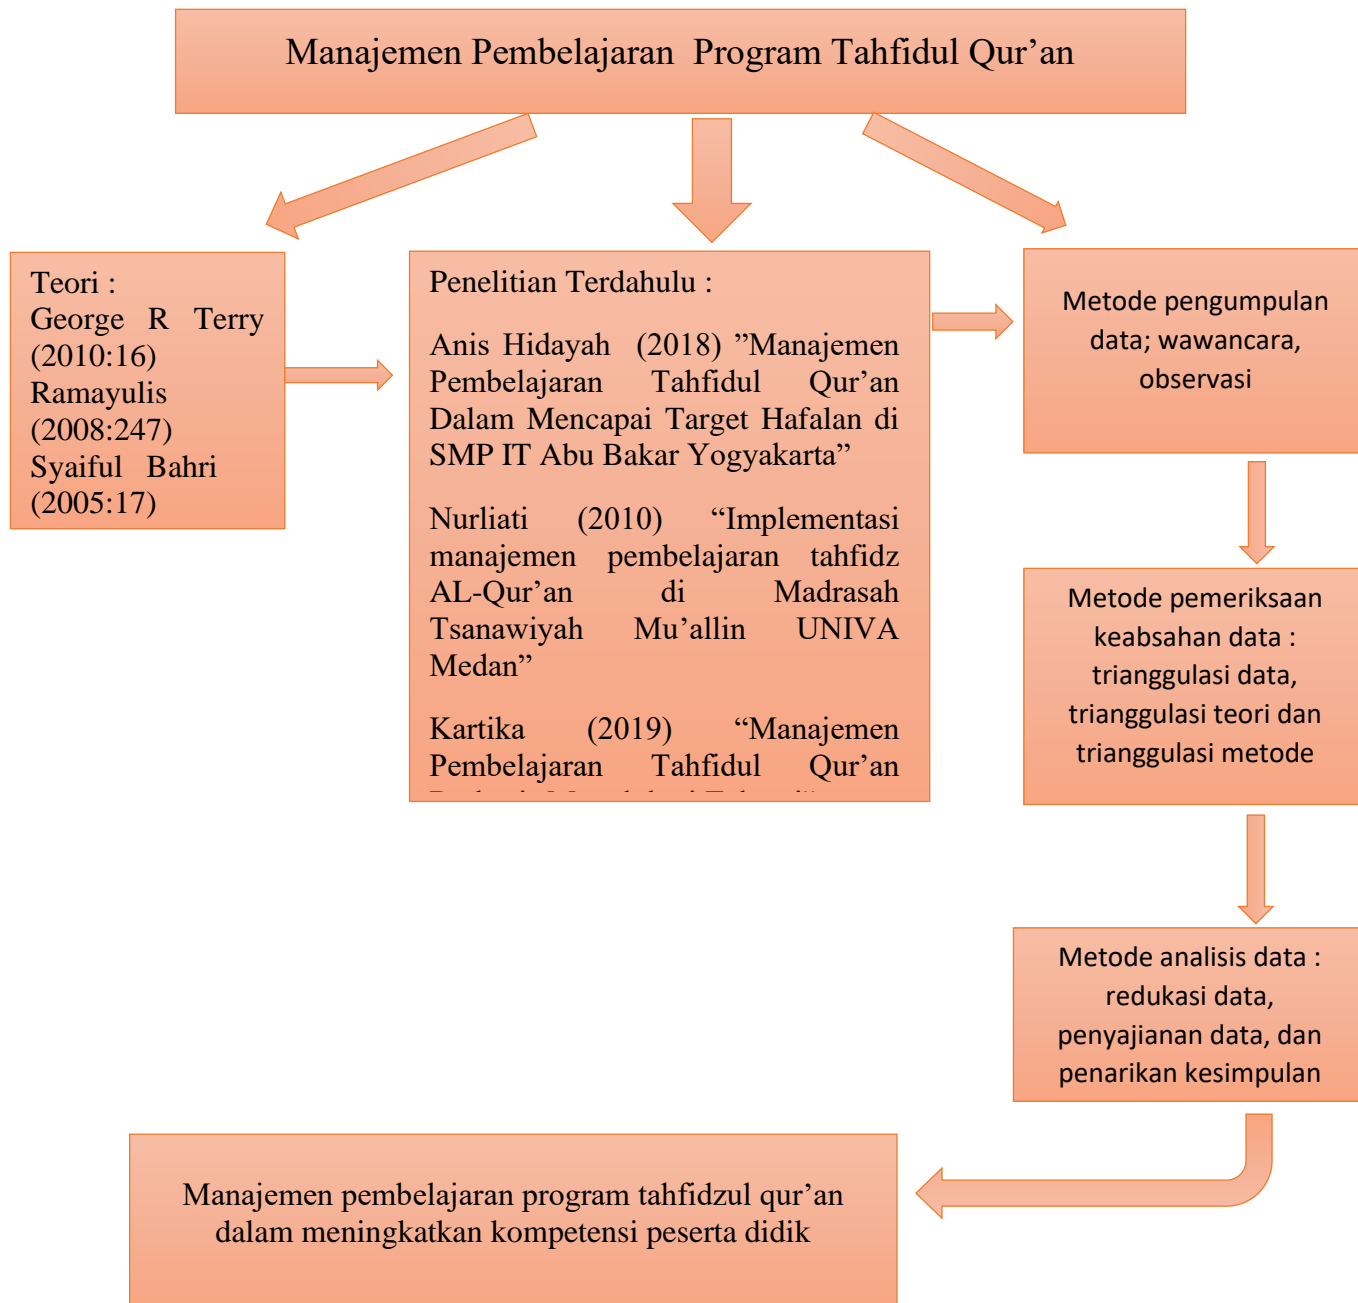 Manajemen Pembelajaran Program Tahfidul Qur’an
Teori :
George R Terry
(2010:16)
Ramayulis
(2008:247)
Syaiful Bahri
(2005:17)
Penelitian Terdahulu :
Anis Hidayah (2018) ”Manajemen
Pembelajaran Tahfidul Qur’an
Dalam Mencapai Target Hafalan di
SMP IT Abu Bakar Yogyakarta”
Nurliati (2010) “Implementasi
manajemen pembelajaran tahfidz
AL-Qur’an di Madrasah
Tsanawiyah Mu’allin UNIVA
Medan”
Kartika (2019) “Manajemen
Pembelajaran Tahfidul Qur’an
Metode pengumpulan
data; wawancara,
observasi
Metode pemeriksaan
keabsahan data :
trianggulasi data,
trianggulasi teori dan
trianggulasi metode
Metode analisis data :
redukasi data,
penyajianan data, dan
penarikan kesimpulan
Manajemen pembelajaran program tahfidzul qur’an
dalam meningkatkan kompetensi peserta didik